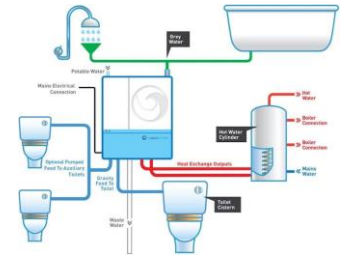 Grey
Water
Potable Water
Mains Electrical
Connection
Hot
Water
Boiler
Connection
Hot Water
Cylinder
Boiler
Connection
Optional Pumped
Feed To Auxiliary
Toilets
Gravity
Feed To
Toilet
Heat Exchange Outputs
Mains
Water
Toilet
Cistern
Waste
Water